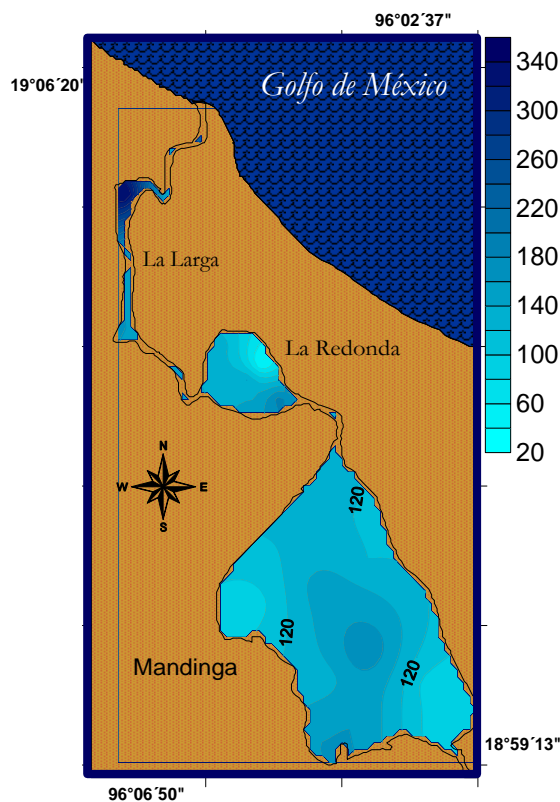 96°02´37"
19°06´20"
Golfo de México
340
300
260
220
180
140
100
60
20
La Larga
La Redonda
N
W E
S
120
120
120
Mandinga
18°59´13"
96°06´50"